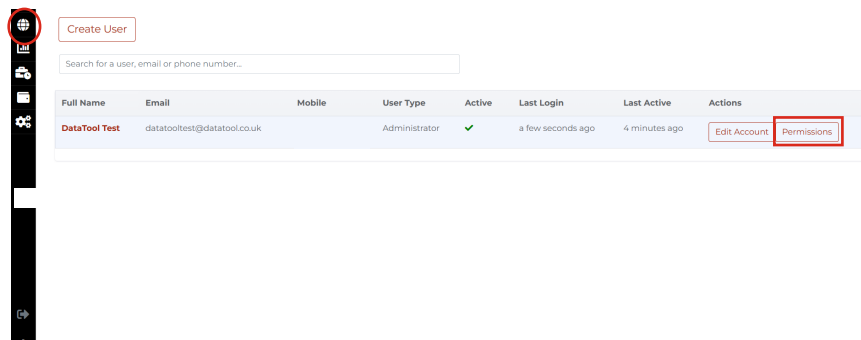 Create User
Search for a user, email or phone number...
Full Name Email Mobile User Type Active Last Login Last Active Actions
DataTool Test datatooltest@datatool.co.uk Administrator a few seconds ago 4 minutes ago Edit Account Permissions